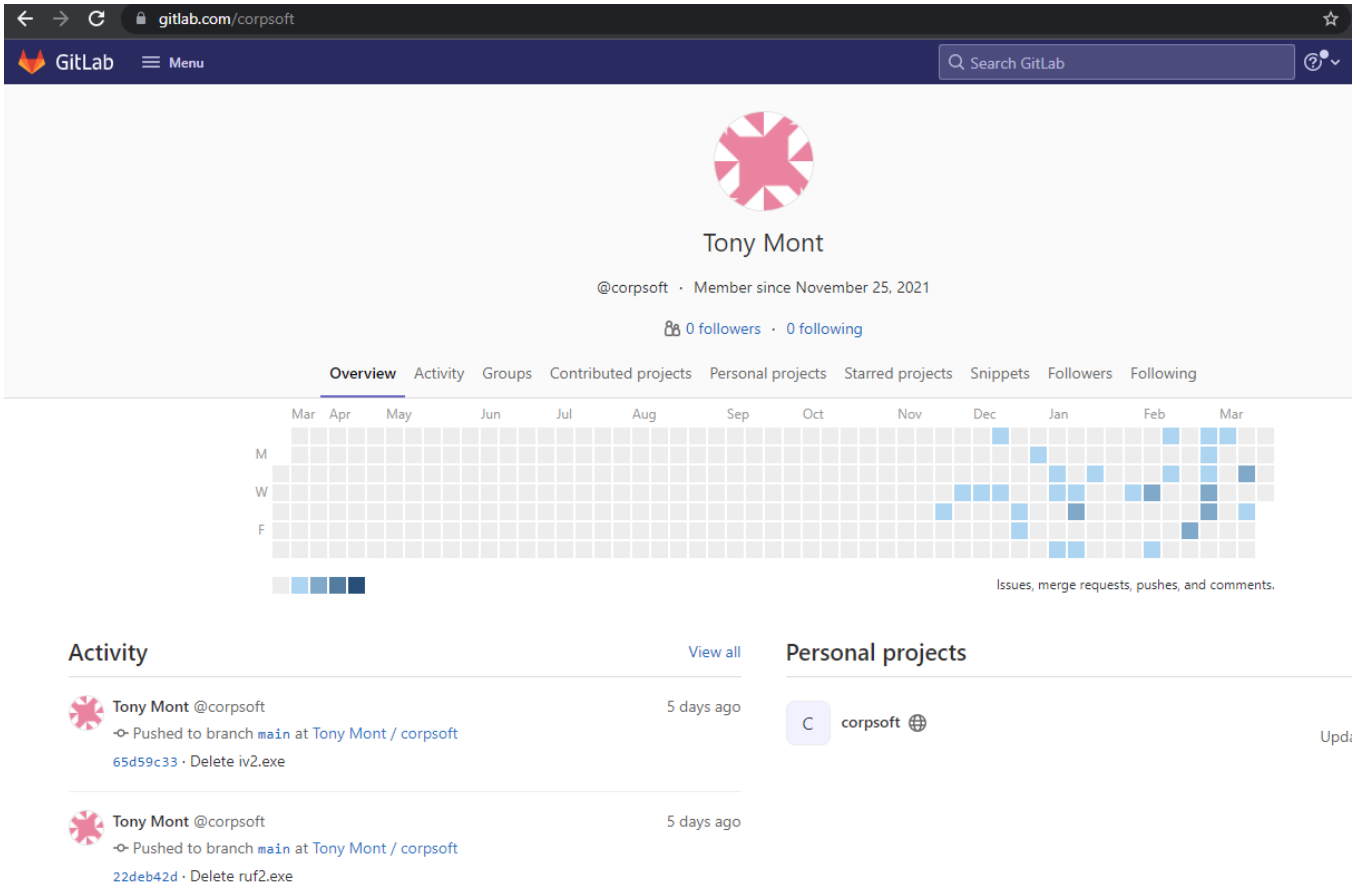 gitlab.com/corpsoft
GitLab Menu Search GitLab
Tony Mont
@corpsoft · Member since November 25, 2021
0 followers · 0 following
Overview Activity Groups Contributed projects Personal projects Starred projects Snippets Followers Following
Mar Apr May Jun Jul Aug Sep Oct Nov Dec Jan Feb Mar
M
W
F
Issues, merge requests, pushes, and comments.
Activity View all
Tony Mont @corpsoft 5 days ago
Pushed to branch main at Tony Mont / corpsoft
65d59c33 · Delete iv2.exe
Tony Mont @corpsoft 5 days ago
Pushed to branch main at Tony Mont / corpsoft
22deb42d · Delete ruf2.exe
Personal projects
C corpsoft
Upda